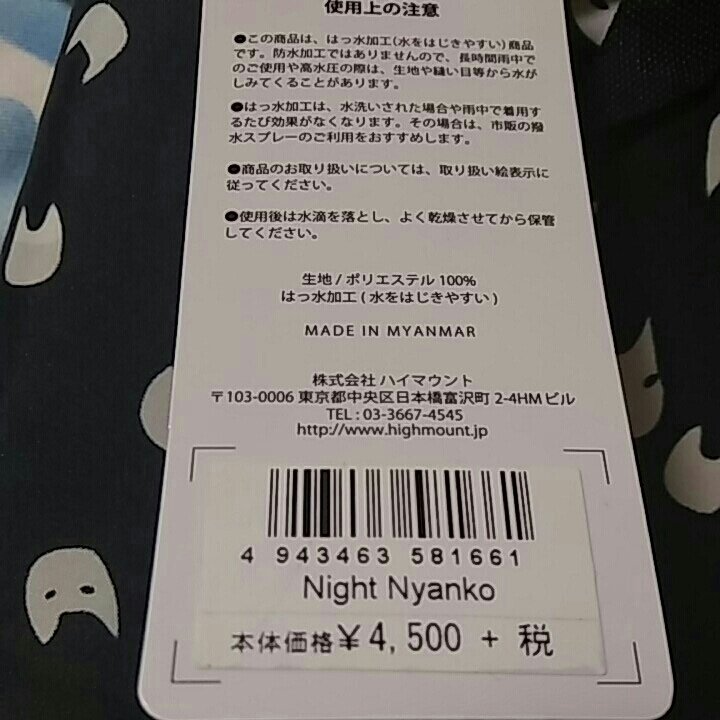 使用上の注意
●この商品は、はっ水加工(水をはじきやすい)商品
です。防水加工ではありませんので、長時間雨中で
のご使用や高水圧の際は、生地や縫い目等から水が
しみてくることがあります。
●はっ水加工は、水洗いされた場合や雨中で着用す
るたび効果がなくなります。その場合は、市販の撥
水スプレーのご利用をおすすめします。
●商品のお取り扱いについては、取り扱い絵表示に
従ってください。
●使用後は水滴を落とし、よく乾燥させてから保管
してください。
生地 / ポリエステル 100%
はっ水加工 ( 水をはじきやすい )
MADE IN MYANMAR
株式会社 ハイマウント
〒103-0006 東京都中央区日本橋富沢町 2-4HM ビル
TEL : 03-3667-4545
http://www.highmount.jp
4 943463 581661
Night Nyanko
本体価格¥4,500 + 税